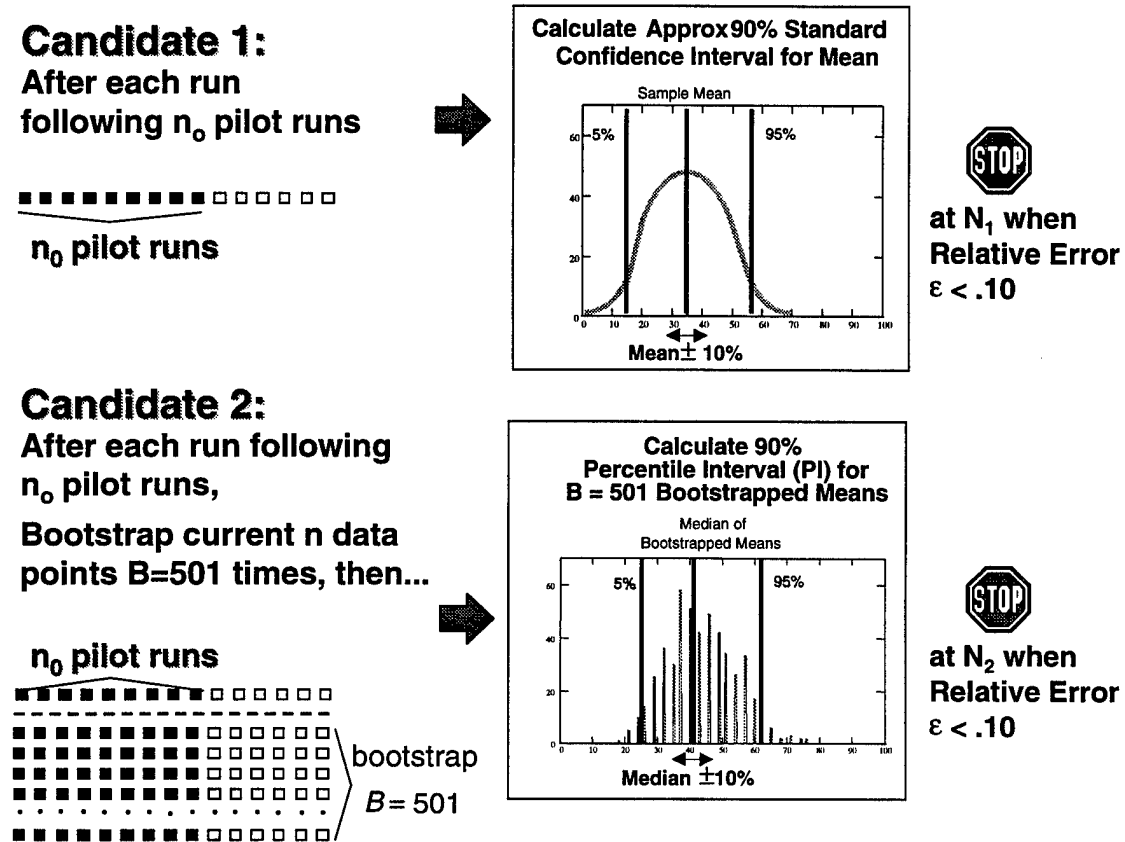 Candidate 1:
After each run
following n₀ pilot runs
n₀ pilot runs
Calculate Approx90% Standard
Confidence Interval for Mean
Sample Mean
60
40
20
0
5%
95%
0 10 20 30 40 50 60 70 80 90 100
Mean± 10%
STOP
at N₁ when
Relative Error
ε < .10
Candidate 2:
After each run following
n₀ pilot runs,
Bootstrap current n data
points B=501 times, then...
n₀ pilot runs
bootstrap
B = 501
Calculate 90%
Percentile Interval (PI) for
B = 501 Bootstrapped Means
Median of
Bootstrapped Means
60
40
20
0
5%
95%
0 10 20 30 40 50 60 70 80 90 100
Median ±10%
STOP
at N₂ when
Relative Error
ε < .10